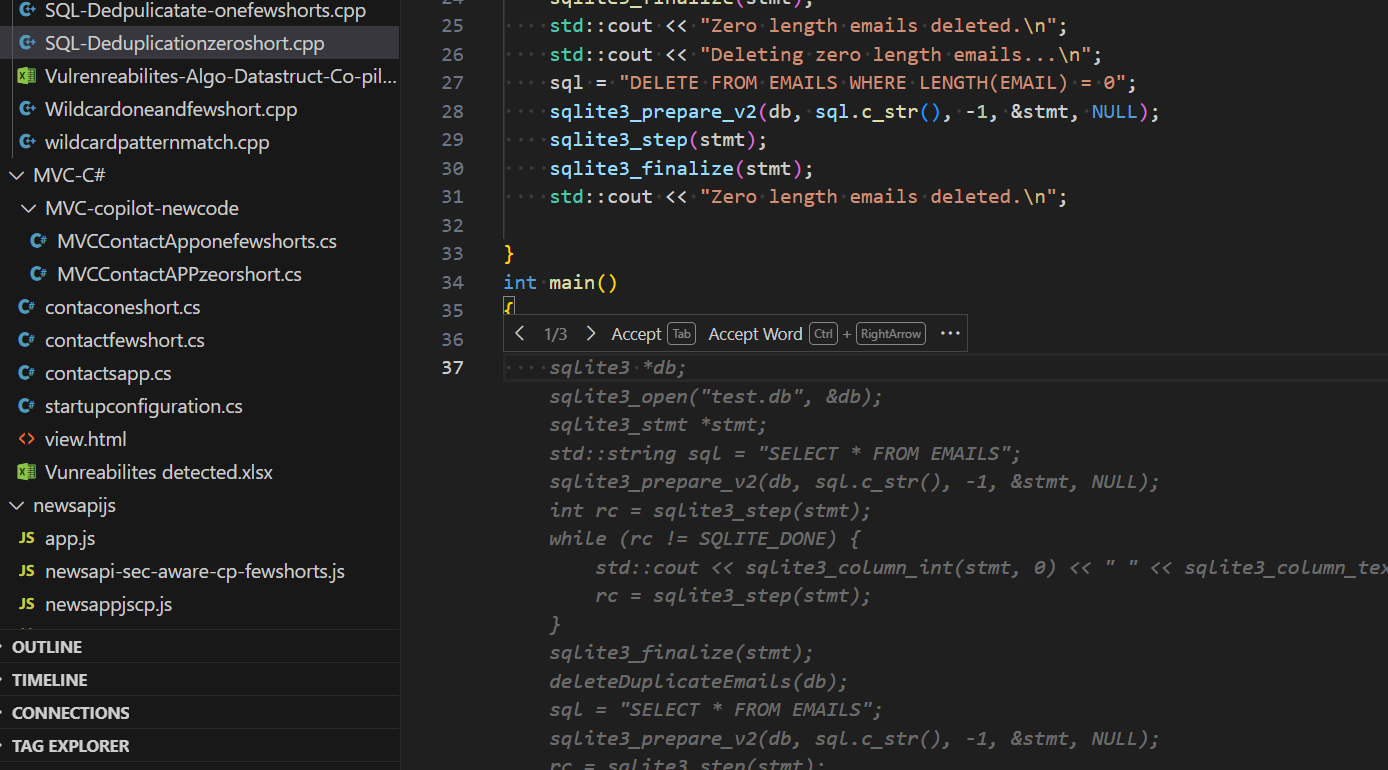 SQL-Dedpulicatate-onefewshorts.cpp
SQL-Deduplicationzeroshort.cpp
Vulrenreabilites-Algo-Datastruct-Co-pil...
Wildcardoneandfewshort.cpp
wildcardpatternmatch.cpp
MVC-C#
MVC-copilot-newcode
MVCContactApponefewshorts.cs
MVCContactAPPzeorshort.cs
contaconeshort.cs
contactfewshort.cs
contactsapp.cs
startupconfiguration.cs
<> view.html
Vunreabilites detected.xlsx
newsapijs
JS app.js
JS newsapi-sec-aware-cp-fewshorts.js
JS newsappjscp.js
OUTLINE
TIMELINE
CONNECTIONS
TAG EXPLORER
24 sqlite3_finalize(stmt);
25 std::cout << "Zero length emails deleted.\n";
26 std::cout << "Deleting zero length emails...\n";
27 sql = "DELETE FROM EMAILS WHERE LENGTH(EMAIL) = 0";
28 sqlite3_prepare_v2(db, sql.c_str(), -1, &stmt, NULL);
29 sqlite3_step(stmt);
30 sqlite3_finalize(stmt);
31 std::cout << "Zero length emails deleted.\n";
32
33 }
34 int main()
35 {
36 < 1/3 > Accept Tab Accept Word Ctrl + RightArrow ...
37 sqlite3 *db;
sqlite3_open("test.db", &db);
sqlite3_stmt *stmt;
std::string sql = "SELECT * FROM EMAILS";
sqlite3_prepare_v2(db, sql.c_str(), -1, &stmt, NULL);
int rc = sqlite3_step(stmt);
while (rc != SQLITE_DONE) {
std::cout << sqlite3_column_int(stmt, 0) << " " << sqlite3_column_tex
rc = sqlite3_step(stmt);
}
sqlite3_finalize(stmt);
deleteDuplicateEmails(db);
sql = "SELECT * FROM EMAILS";
sqlite3_prepare_v2(db, sql.c_str(), -1, &stmt, NULL);
rc = sqlite3_step(stmt);